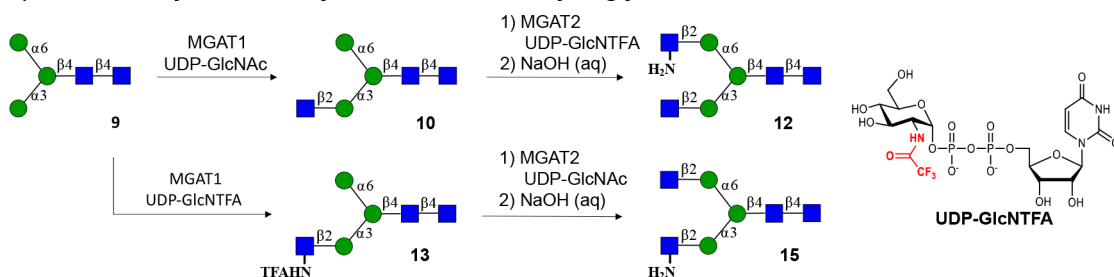 MGAT1
UDP-GlcNAc
1) MGAT2
UDP-GlcNTFA
2) NaOH (aq)
α6
β4
β4
α3
9
α6
β4
β4
β2
α3
10
β2
α6
H₂N
β4
β4
β2
α3
12
MGAT1
UDP-GlcNTFA
1) MGAT2
UDP-GlcNAc
2) NaOH (aq)
α6
β4
β4
β2
α3
TFAHN
13
β2
α6
β4
β4
β2
α3
H₂N
15
OH
HO
HO
O
HN
O
CF₃
O
O
P
O⁻
O
O
P
O⁻
O
O
O
NH
N
O
OH
OH
UDP-GlcNTFA